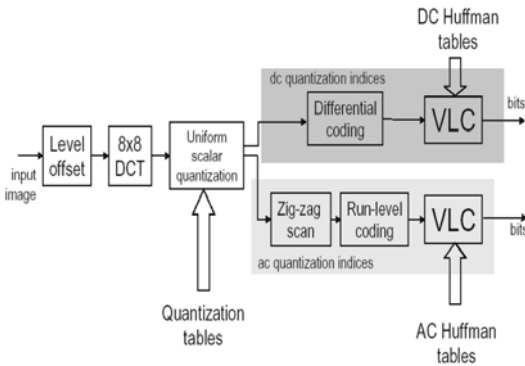 DC Huffman
tables
dc quantization indices
bits
Differential
coding
VLC
Level
offset
8x8
DCT
Uniform
scalar
quantization
input
image
Zig-zag
scan
Run-level
coding
VLC
bits
ac quantization indices
Quantization
tables
AC Huffman
tables